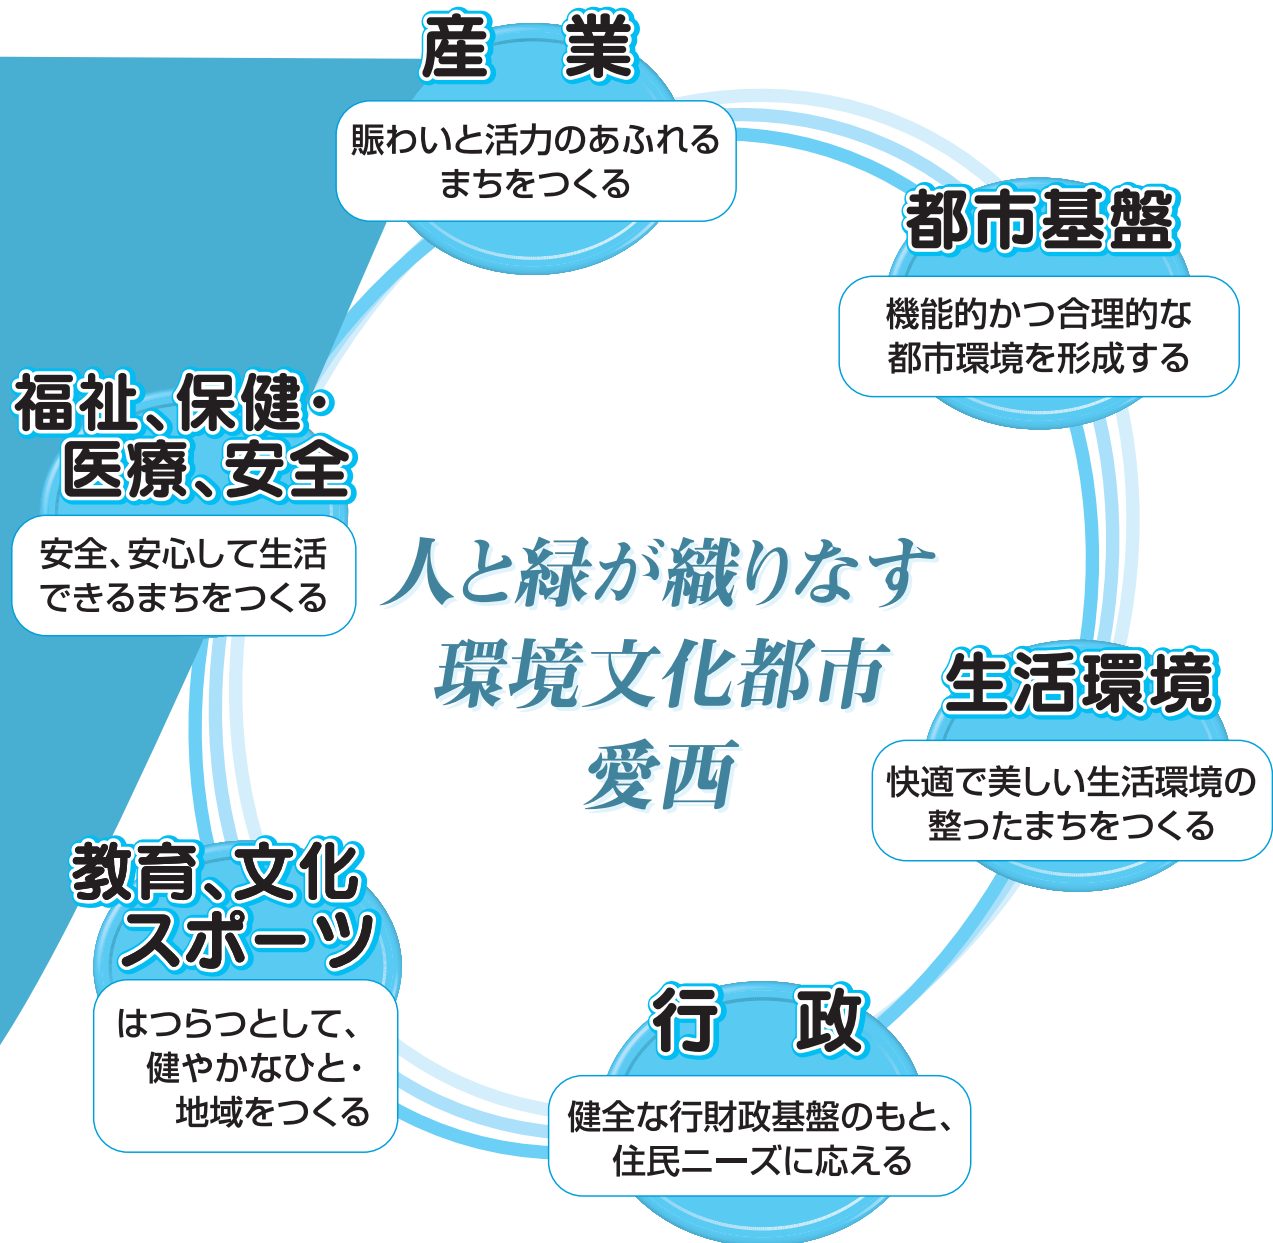 産　業
賑わいと活力のあふれる
まちをつくる
都市基盤
機能的かつ合理的な
都市環境を形成する
福祉、保健・
医療、安全
安全、安心して生活
できるまちをつくる
人と緑が織りなす
環境文化都市
愛西
生活環境
快適で美しい生活環境の
整ったまちをつくる
教育、文化
スポーツ
はつらつとして、
健やかなひと・
地域をつくる
行　政
健全な行財政基盤のもと、
住民ニーズに応える